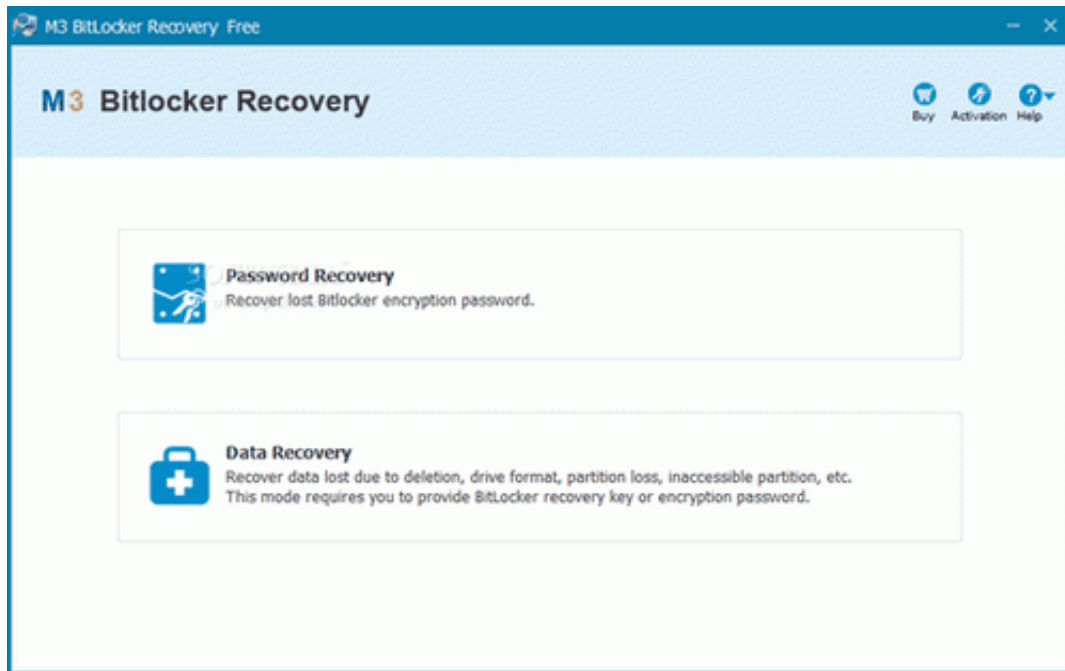 M3 BitLocker Recovery Free
M3 Bitlocker Recovery
Buy Activation Help
Password Recovery
Recover lost Bitlocker encryption password.
Data Recovery
Recover data lost due to deletion, drive format, partition loss, inaccessible partition, etc.
This mode requires you to provide BitLocker recovery key or encryption password.